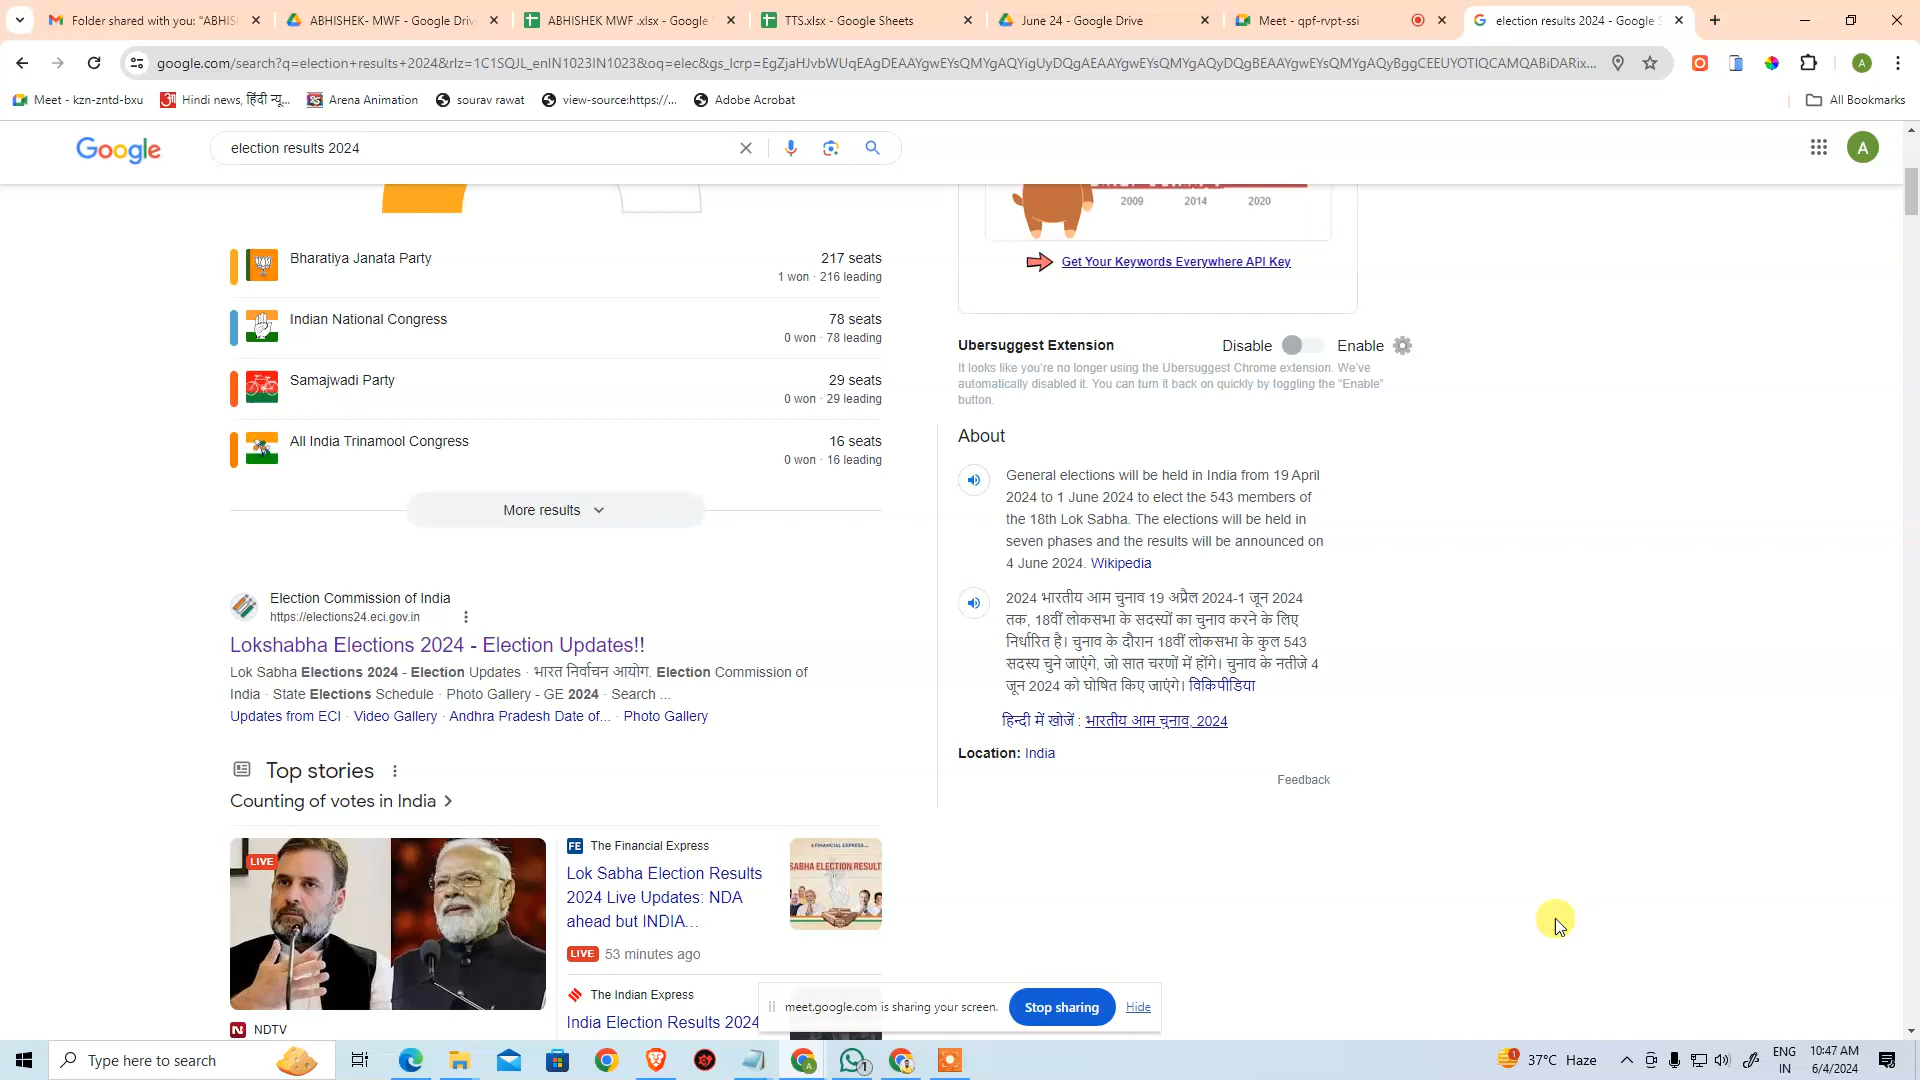 Folder shared with you: "ABHIS
ABHISHEK- MWF - Google Driv
ABHISHEK MWF .xlsx - Google
TTS.xlsx - Google Sheets
June 24 - Google Drive
Meet - qpf-rvpt-ssi
election results 2024 - Google S
google.com/search?q=election+results+2024&rlz=1C1SQJL_enIN1023IN1023&oq=elec&gs_lcrp=EgZjaHJvbWUqEAgDEAAYgwEYsQMYgAQYigUyDQgAEAAYgwEYsQMYgAQyDQgBEAAYgwEYsQMYgAQyBggCEEUYOTIQCAMQABiDARix...
Meet - kzn-zntd-bxu
Hindi news, हिंदी न्यू...
Arena Animation
sourav rawat
view-source:https://...
Adobe Acrobat
All Bookmarks
Google
election results 2024
A
2009 2014 2020
Get Your Keywords Everywhere API Key
Bharatiya Janata Party
217 seats
1 won · 216 leading
Indian National Congress
78 seats
0 won · 78 leading
Samajwadi Party
29 seats
0 won · 29 leading
All India Trinamool Congress
16 seats
0 won · 16 leading
More results
Ubersuggest Extension
Disable
Enable
It looks like you're no longer using the Ubersuggest Chrome extension. We've
automatically disabled it. You can turn it back on quickly by toggling the "Enable"
button.
About
General elections will be held in India from 19 April
2024 to 1 June 2024 to elect the 543 members of
the 18th Lok Sabha. The elections will be held in
seven phases and the results will be announced on
4 June 2024. Wikipedia
2024 भारतीय आम चुनाव 19 अप्रैल 2024-1 जून 2024
तक, 18वीं लोकसभा के सदस्यों का चुनाव करने के लिए
निर्धारित है। चुनाव के दौरान 18वीं लोकसभा के कुल 543
सदस्य चुने जाएंगे, जो सात चरणों में होंगे। चुनाव के नतीजे 4
जून 2024 को घोषित किए जाएंगे। विकिपीडिया
हिन्दी में खोजें : भारतीय आम चुनाव, 2024
Location: India
Feedback
Election Commission of India
https://elections24.eci.gov.in
Lokshabha Elections 2024 - Election Updates!!
Lok Sabha Elections 2024 - Election Updates · भारत निर्वाचन आयोग. Election Commission of
India · State Elections Schedule · Photo Gallery - GE 2024 · Search ...
Updates from ECI · Video Gallery · Andhra Pradesh Date of... · Photo Gallery
Top stories
Counting of votes in India
LIVE
NDTV
FE The Financial Express
Lok Sabha Election Results
2024 Live Updates: NDA
ahead but INDIA...
LIVE 53 minutes ago
FINANCIAL EXPRESS
SABHA ELECTION RESULT
The Indian Express
India Election Results 2024
meet.google.com is sharing your screen.
Stop sharing
Hide
Type here to search
1
37°C Haze
ENG
IN
10:47 AM
6/4/2024